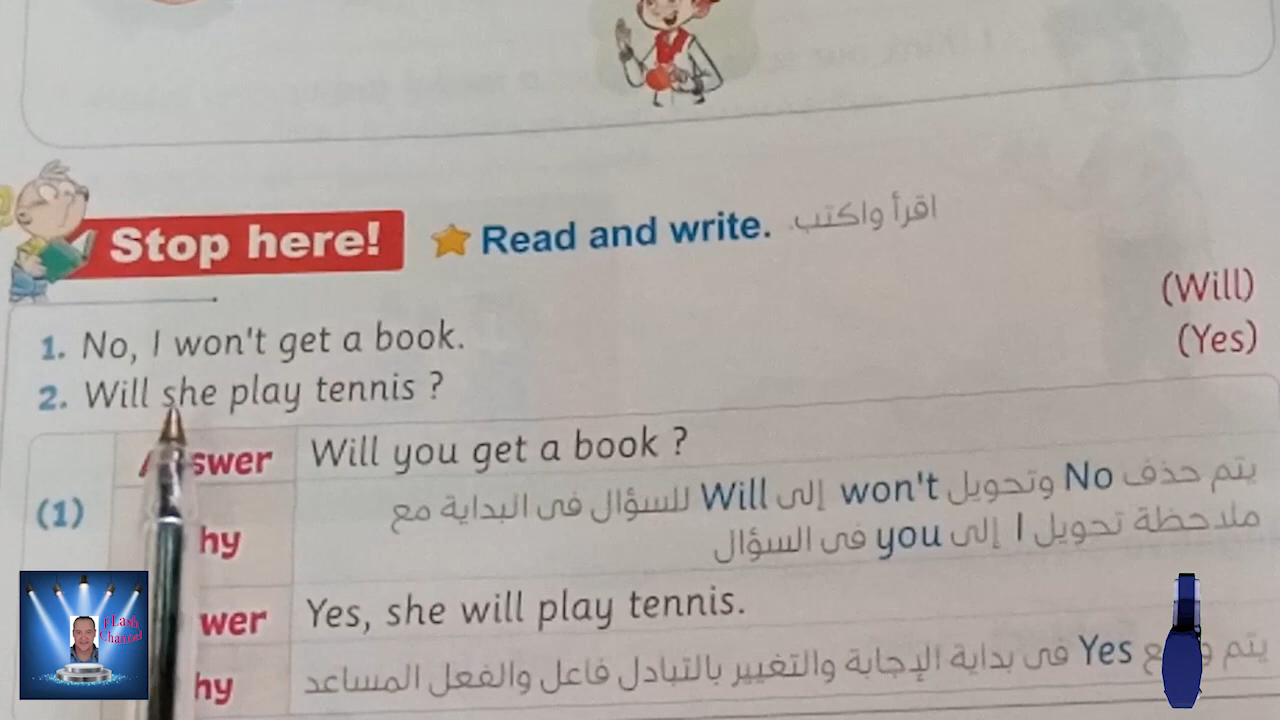 Stop here! Read and write. اقرأ واكتب.
1. No, I won't get a book. (Will)
2. Will she play tennis ? (Yes)
(1)
swer Will you get a book ?
hy يتم حذف No وتحويل won't إلى Will للسؤال فى البداية مع
ملاحظة تحويل I إلى you فى السؤال
wer Yes, she will play tennis.
hy يتم Yes فى بداية الإجابة والتغيير بالتبادل فاعل والفعل المساعد
fLash
Channel